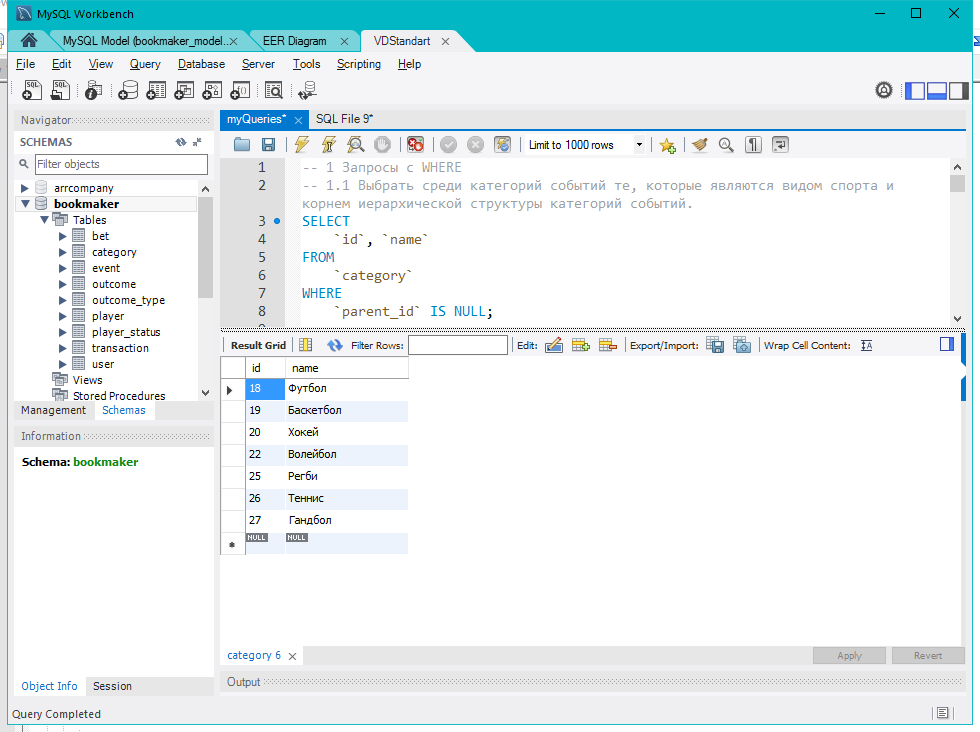 MySQL Workbench
MySQL Model (bookmaker_model.. × EER Diagram × VDStandart ×
File Edit View Query Database Server Tools Scripting Help
Navigator
SCHEMAS
Filter objects
arrcompany
bookmaker
Tables
bet
category
event
outcome
outcome_type
player
player_status
transaction
user
Views
Stored Procedures
Management Schemas
Information
Schema: bookmaker
Object Info Session
myQueries* × SQL File 9*
Limit to 1000 rows
1 -- 1 Запросы с WHERE
2 -- 1.1 Выбрать среди категорий событий те, которые являются видом спорта и
корнем иерархической структуры категорий событий.
3 SELECT
4 `id`, `name`
5 FROM
6 `category`
7 WHERE
8 `parent_id` IS NULL;
Result Grid Filter Rows: Edit: Export/Import: Wrap Cell Content:
id name
18 Футбол
19 Баскетбол
20 Хокей
22 Волейбол
25 Регби
26 Теннис
27 Гандбол
NULL NULL
category 6 × Apply Revert
Output
Query Completed